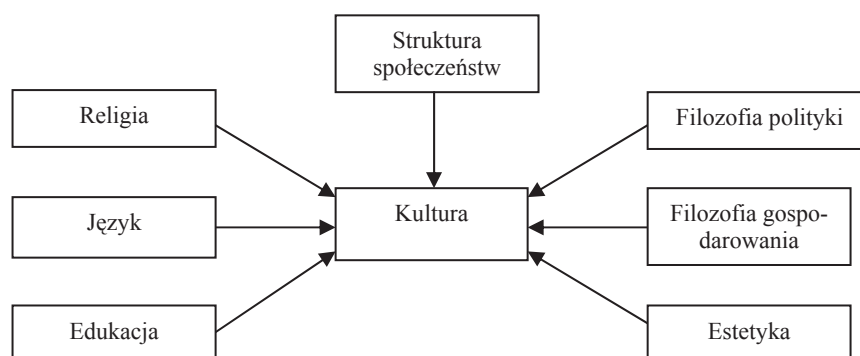 Struktura
społeczeństw
Religia
Filozofia polityki
Język
Kultura
Filozofia gospo-
darowania
Edukacja
Estetyka